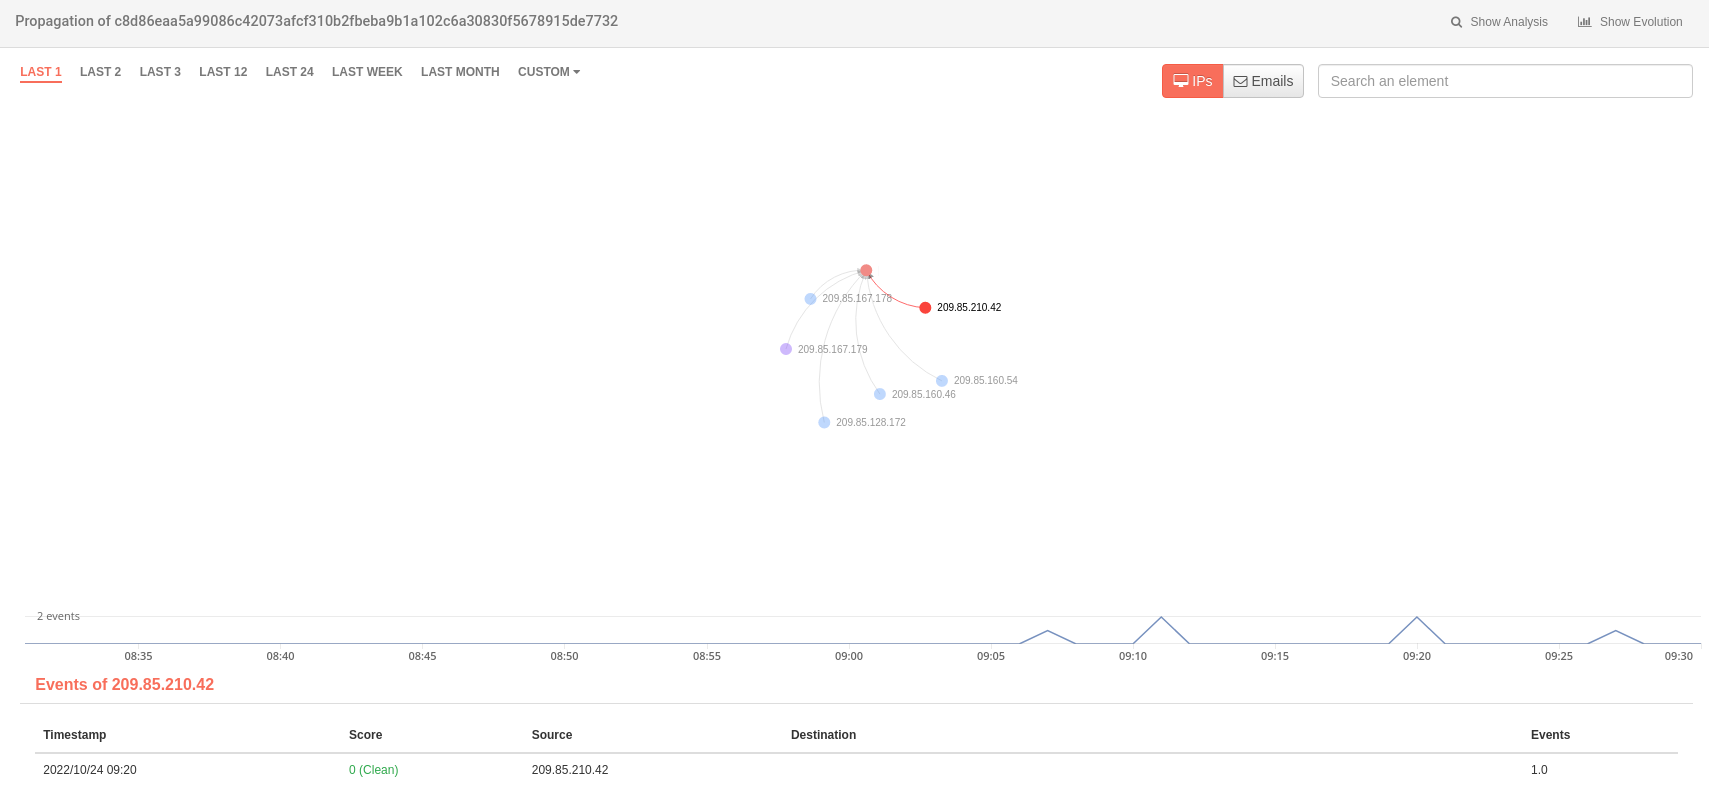 Propagation of c8d86eaa5a99086c42073afcf310b2fbeba9b1a102c6a30830f5678915de7732
Show Analysis Show Evolution
LAST 1 LAST 2 LAST 3 LAST 12 LAST 24 LAST WEEK LAST MONTH CUSTOM
IPs Emails Search an element
209.85.167.178
209.85.210.42
209.85.167.179
209.85.160.54
209.85.160.46
209.85.128.172
2 events
08:35 08:40 08:45 08:50 08:55 09:00 09:05 09:10 09:15 09:20 09:25 09:30
Events of 209.85.210.42
Timestamp Score Source Destination Events
2022/10/24 09:20 0 (Clean) 209.85.210.42 1.0